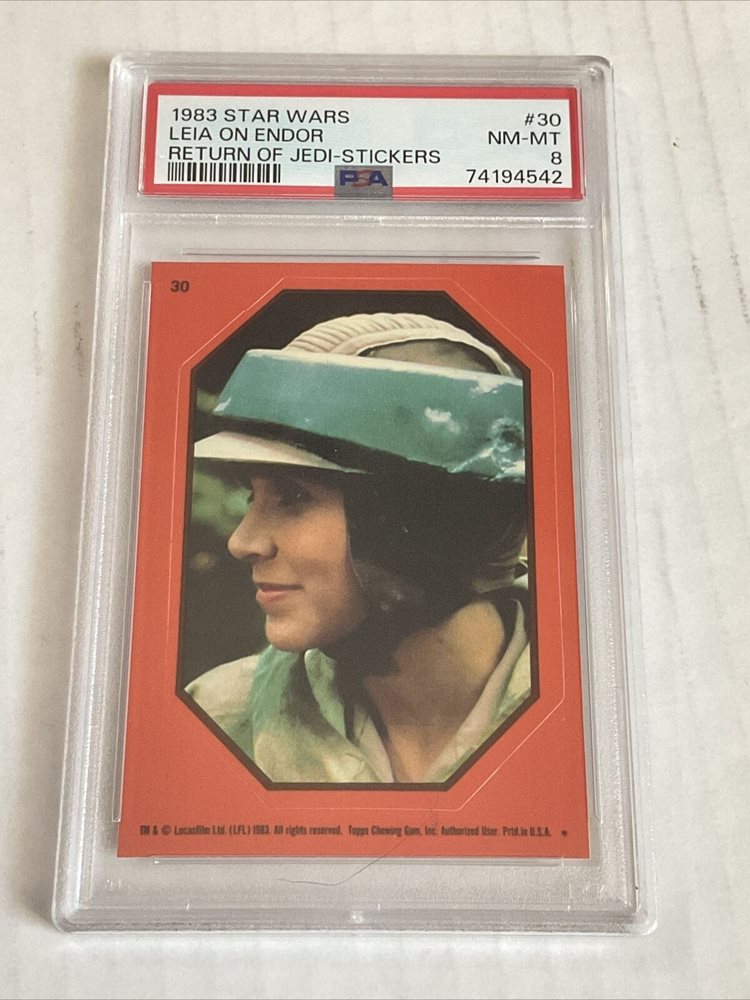 1983 STAR WARS #30
LEIA ON ENDOR NM-MT
RETURN OF JEDI-STICKERS 8
PSA 74194542
30
TM & © Lucasfilm Ltd. (LFL) 1983. All rights reserved. Topps Chewing Gum, Inc. Authorized User. Prtd.in U.S.A. *